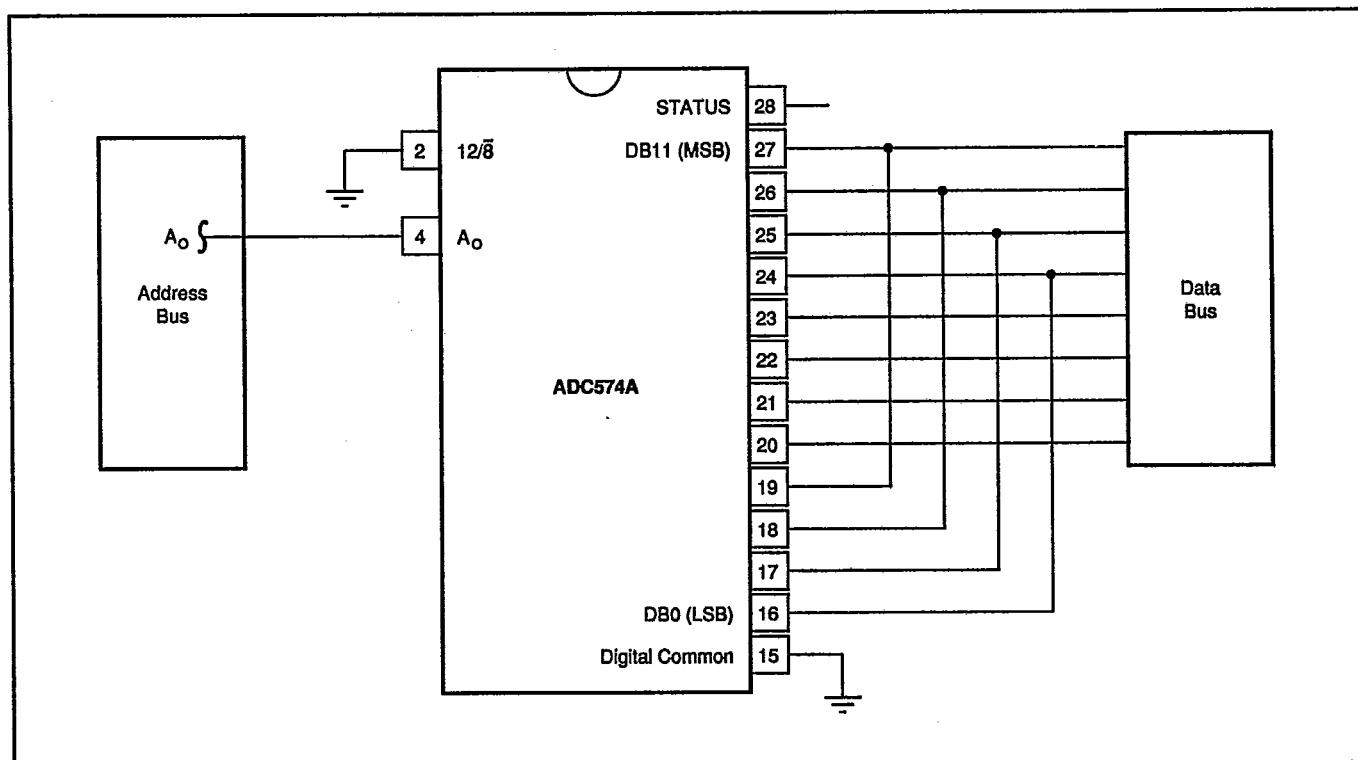 STATUS 28
2 12/8̅ DB11 (MSB) 27
26
Ao 4 Ao 25
Address
Bus
24 Data
Bus
23
22
ADC574A 21
20
19
18
17
DB0 (LSB) 16
Digital Common 15